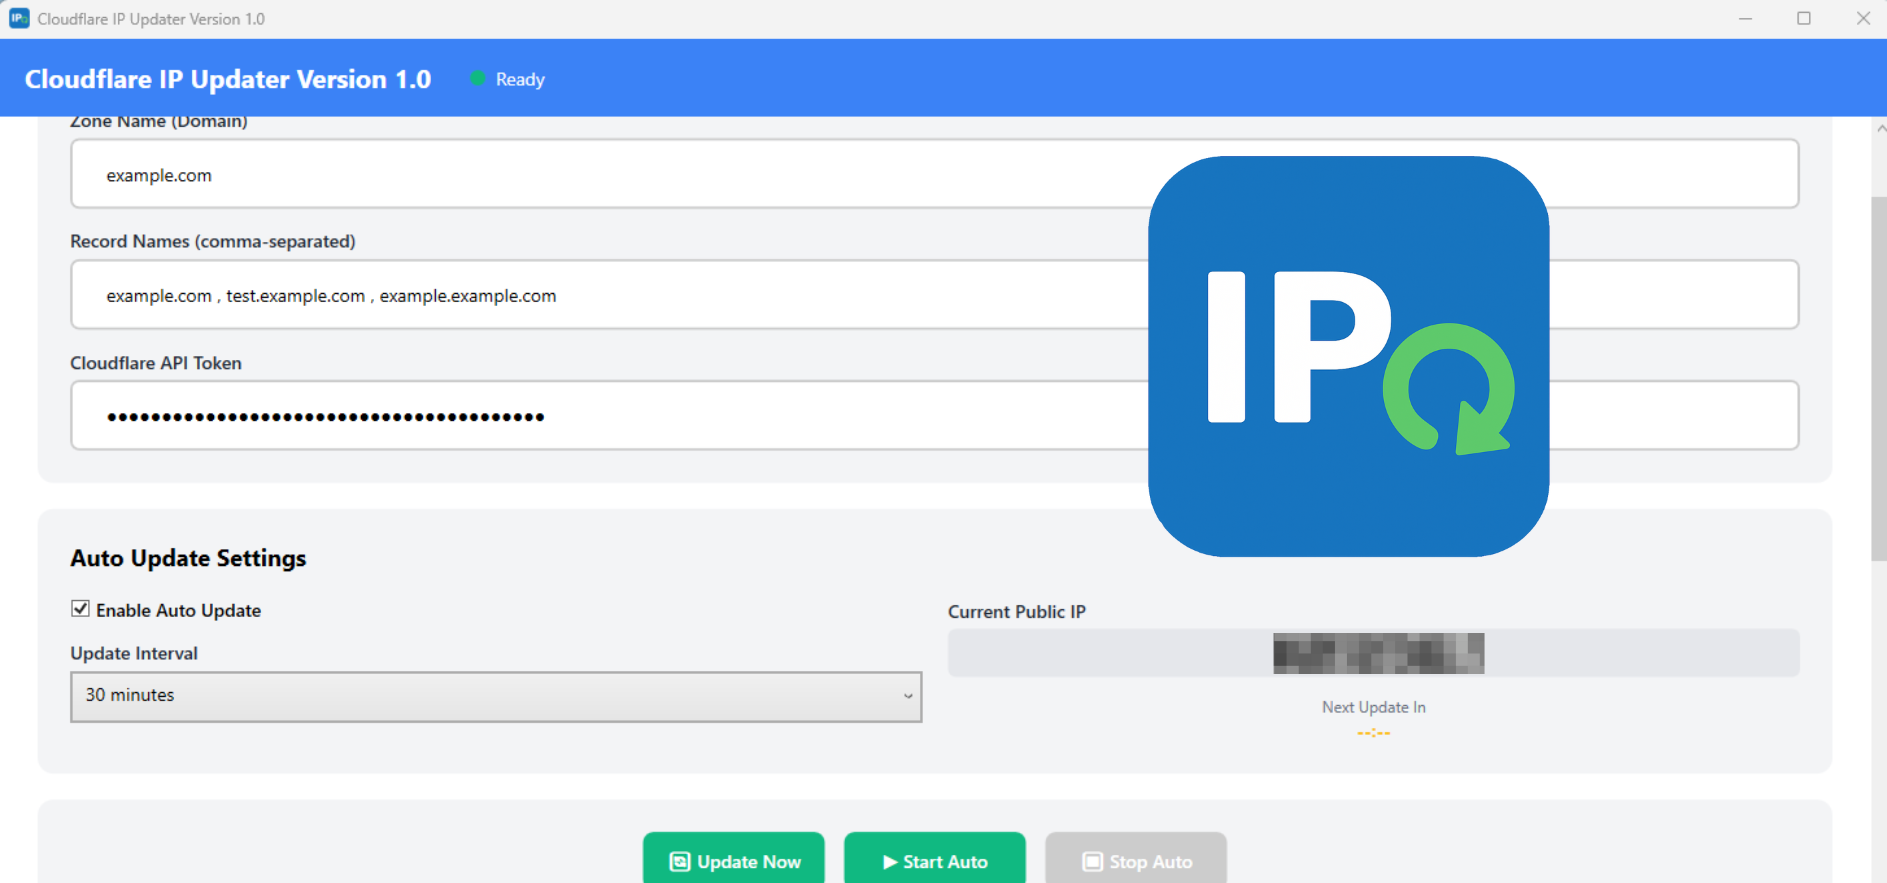 IP
Cloudflare IP Updater Version 1.0
Cloudflare IP Updater Version 1.0
Ready
Zone Name (Domain)
example.com
Record Names (comma-separated)
example.com , test.example.com , example.example.com
Cloudflare API Token
••••••••••••••••••••••••••••••••••••••••
IP
Auto Update Settings
Enable Auto Update
Update Interval
30 minutes
Current Public IP
Next Update In
--:--
Update Now
Start Auto
Stop Auto